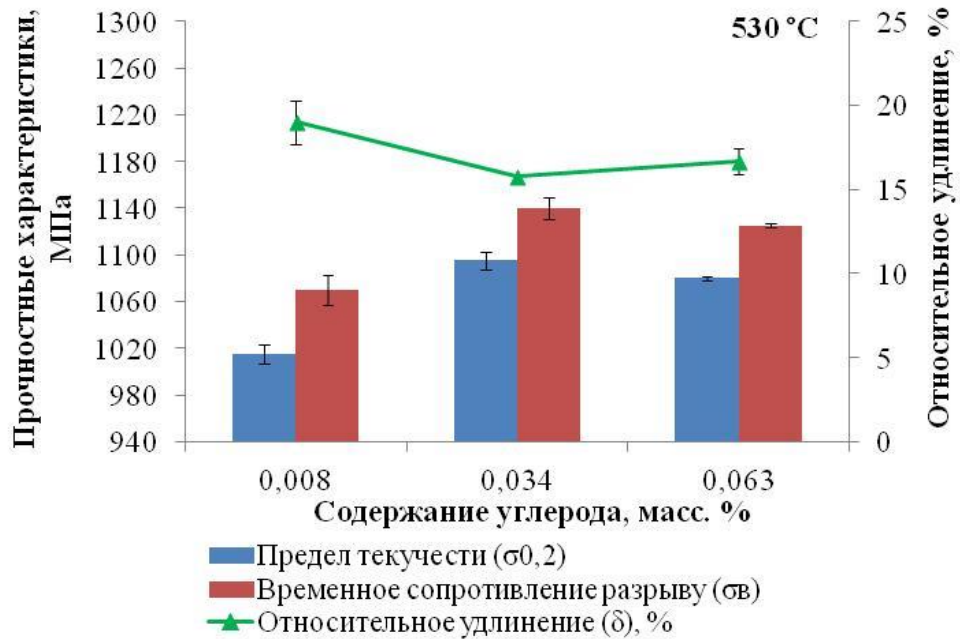 Прочностные характеристики,
МПа
1300
1260
1220
1180
1140
1100
1060
1020
980
940
530 °C
25
20
15
10
5
0
Относительное удлинение, %
0,008 0,034 0,063
Содержание углерода, масс. %
Предел текучести (σ0,2)
Временное сопротивление разрыву (σв)
Относительное удлинение (δ), %